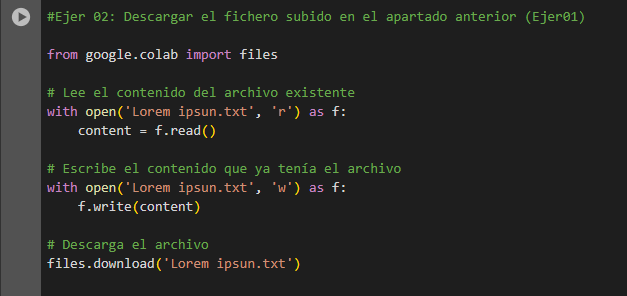 #Ejer 02: Descargar el fichero subido en el apartado anterior (Ejer01)
from google.colab import files
# Lee el contenido del archivo existente
with open('Lorem ipsun.txt', 'r') as f:
    content = f.read()
# Escribe el contenido que ya tenía el archivo
with open('Lorem ipsun.txt', 'w') as f:
    f.write(content)
# Descarga el archivo
files.download('Lorem ipsun.txt')